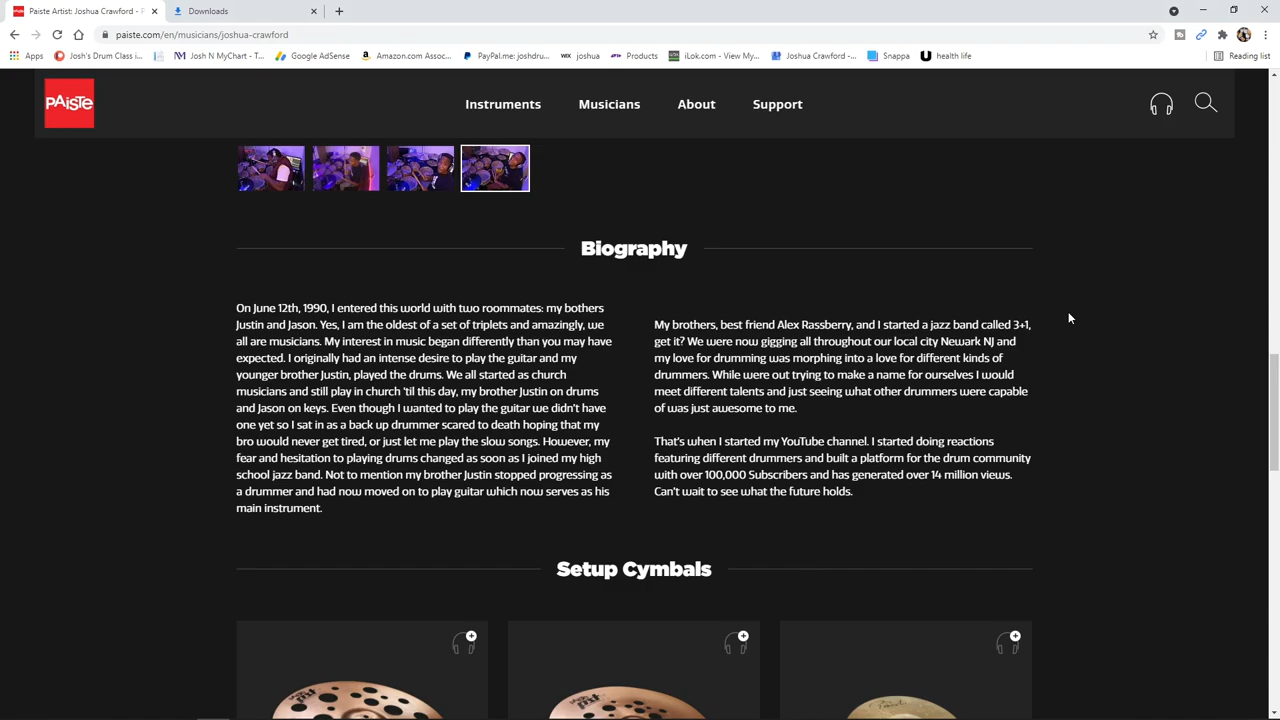 Paiste Artist: Joshua Crawford - P
Downloads
paiste.com/en/musicians/joshua-crawford
Apps
Josh's Drum Class i...
Josh N MyChart - T...
Google AdSense
Amazon.com Assoc...
PayPal.me: joshdru...
WIX
joshua
Products
iLok.com - View My...
Joshua Crawford -...
Snappa
health life
Reading list
PAiSTe
Instruments
Musicians
About
Support
Biography
On June 12th, 1990, I entered this world with two roommates: my bothers
Justin and Jason. Yes, I am the oldest of a set of triplets and amazingly, we
all are musicians. My interest in music began differently than you may have
expected. I originally had an intense desire to play the guitar and my
younger brother Justin, played the drums. We all started as church
musicians and still play in church 'til this day, my brother Justin on drums
and Jason on keys. Even though I wanted to play the guitar we didn't have
one yet so I sat in as a back up drummer scared to death hoping that my
bro would never get tired, or just let me play the slow songs. However, my
fear and hesitation to playing drums changed as soon as I joined my high
school jazz band. Not to mention my brother Justin stopped progressing as
a drummer and had now moved on to play guitar which now serves as his
main instrument.
My brothers, best friend Alex Rassberry, and I started a jazz band called 3+1,
get it? We were now gigging all throughout our local city Newark NJ and
my love for drumming was morphing into a love for different kinds of
drummers. While were out trying to make a name for ourselves I would
meet different talents and just seeing what other drummers were capable
of was just awesome to me.
That's when I started my YouTube channel. I started doing reactions
featuring different drummers and built a platform for the drum community
with over 100,000 Subscribers and has generated over 14 million views.
Can't wait to see what the future holds.
Setup Cymbals